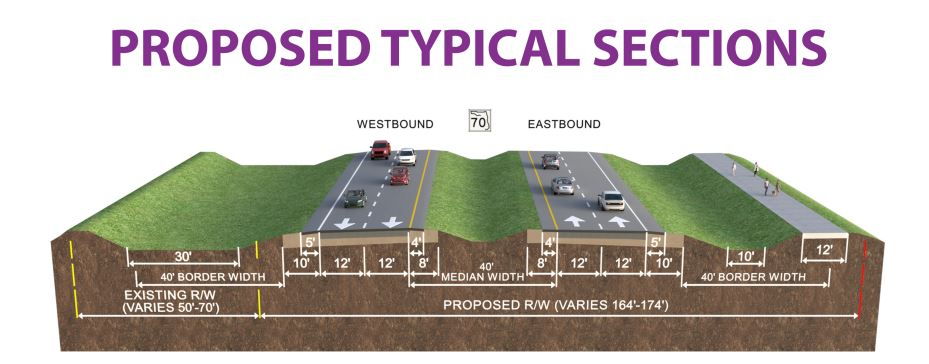 PROPOSED TYPICAL SECTIONS
WESTBOUND
70
EASTBOUND
5' 4' 4' 5'
30' 10' 12' 12' 8' 8' 12' 12' 10' 10' 12'
40' BORDER WIDTH
40'
MEDIAN WIDTH
40' BORDER WIDTH
EXISTING R/W
(VARIES 50'-70')
PROPOSED R/W (VARIES 164'-174')